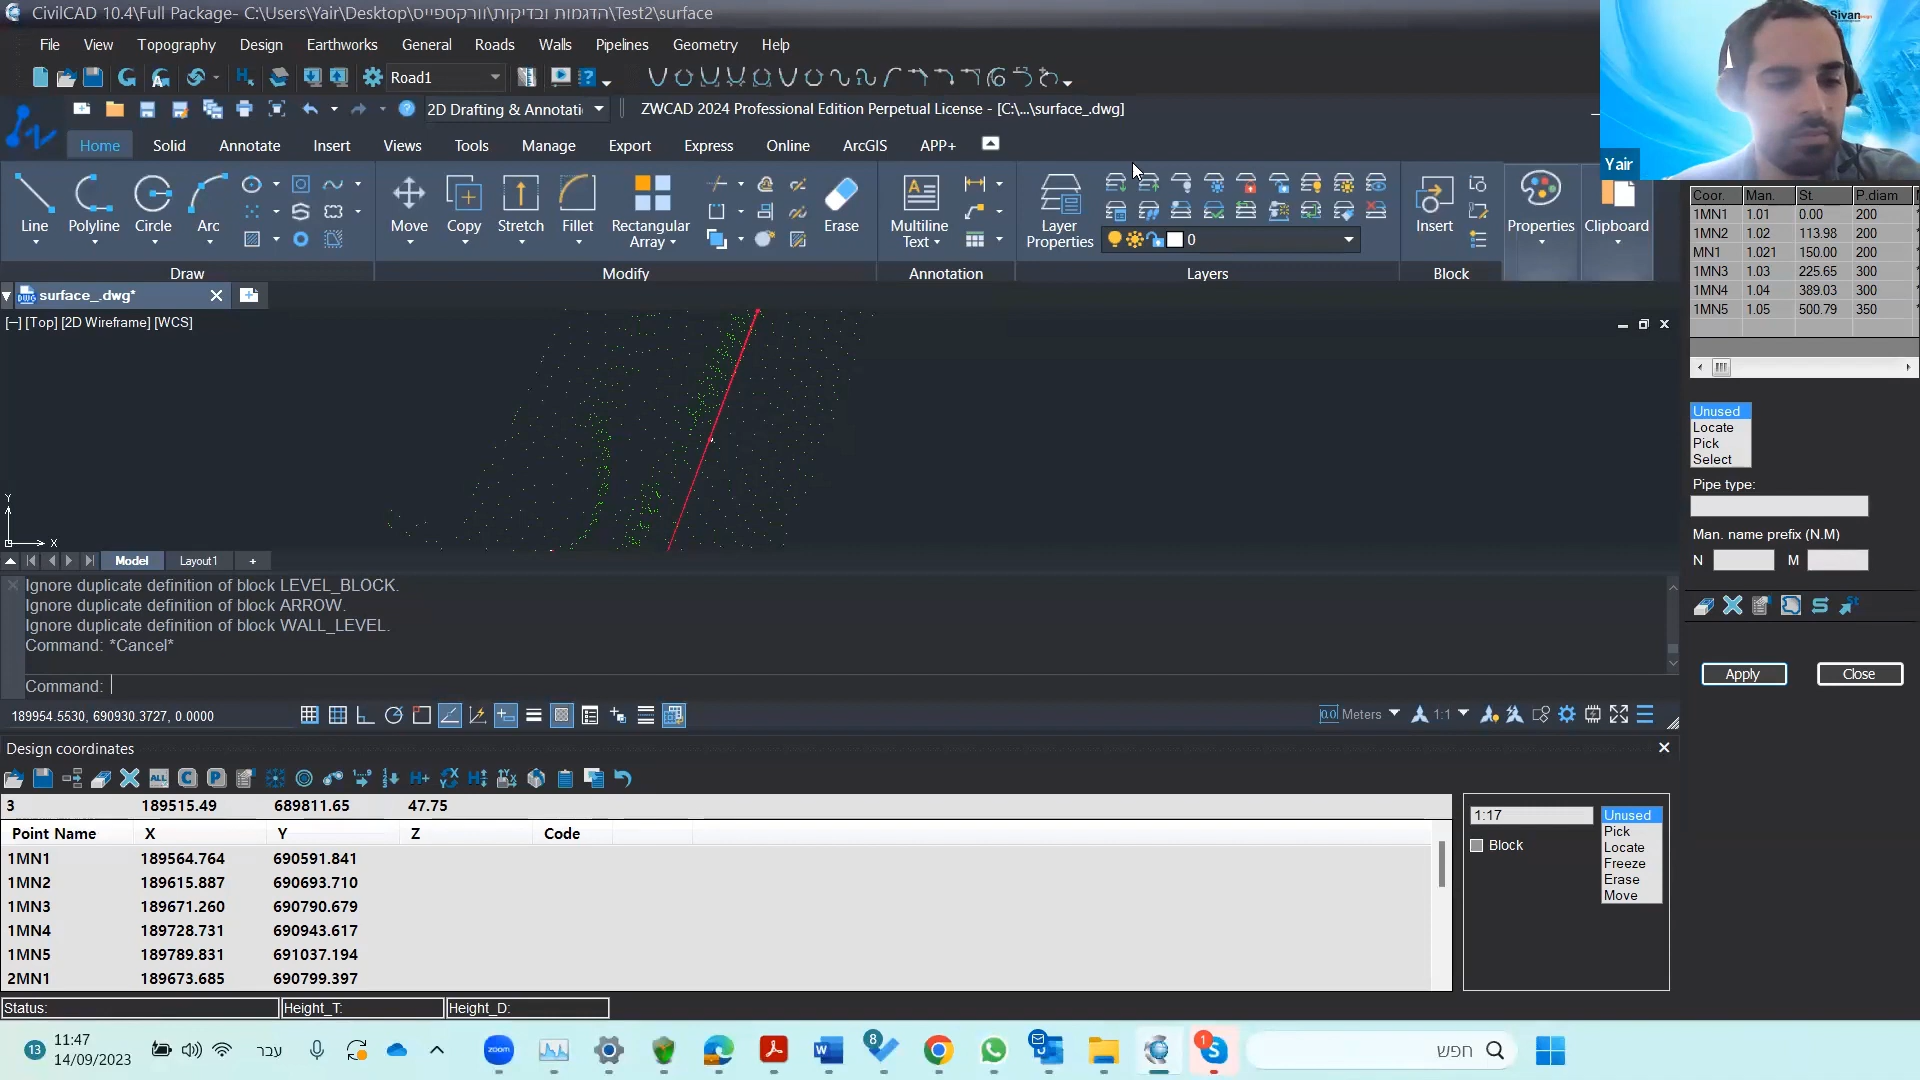 CivilCAD 10.4\Full Package- C:\Users\Yair\Desktop\הדגמות ובדיקות\וורקספייס\Test2\surface
Sivan
File View Topography Design Earthworks General Roads Walls Pipelines Geometry Help
Road1
2D Drafting & Annotati
ZWCAD 2024 Professional Edition Perpetual License - [C:\...\surface_.dwg]
Home Solid Annotate Insert Views Tools Manage Export Express Online ArcGIS APP+
Yair
Line Polyline Circle Arc
Move Copy Stretch Fillet Rectangular Array Erase
Multiline Text
Layer Properties
0
Insert Properties Clipboard
Draw Modify Annotation Layers Block
surface_.dwg*
[–] [Top] [2D Wireframe] [WCS]
Coor. Man. St. P.diam
1MN1 1.01 0.00 200
1MN2 1.02 113.98 200
MN1 1.021 150.00 200
1MN3 1.03 225.65 300
1MN4 1.04 389.03 300
1MN5 1.05 500.79 350
Unused
Locate
Pick
Select
Pipe type:
Man. name prefix (N.M)
N M
Apply Close
Y
X
Model Layout1 +
Ignore duplicate definition of block LEVEL_BLOCK.
Ignore duplicate definition of block ARROW.
Ignore duplicate definition of block WALL_LEVEL.
Command: *Cancel*
Command:
189954.5530, 690930.3727, 0.0000
Meters 1:1
Design coordinates
3 189515.49 689811.65 47.75
Point Name X Y Z Code
1MN1 189564.764 690591.841
1MN2 189615.887 690693.710
1MN3 189671.260 690790.679
1MN4 189728.731 690943.617
1MN5 189789.831 691037.194
2MN1 189673.685 690799.397
1:17
Block
Unused
Pick
Locate
Freeze
Erase
Move
Status: Height_T: Height_D:
13
11:47
14/09/2023
עבר
zoom
8
1
חפש